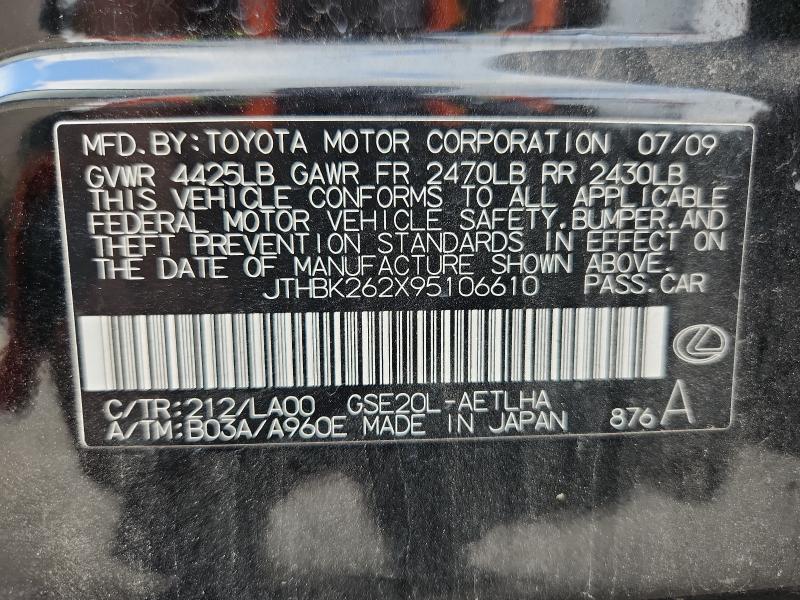 MFD.BY:TOYOTA MOTOR CORPORATION 07/09
GVWR 4425LB GAWR FR 2470LB RR 2430LB
THIS VEHICLE CONFORMS TO ALL APPLICABLE
FEDERAL MOTOR VEHICLE SAFETY,BUMPER,AND
THEFT PREVENTION STANDARDS IN EFFECT ON
THE DATE OF MANUFACTURE SHOWN ABOVE.
JTHBK262X95106610 PASS.CAR
C/TR:212/LA00 GSE20L-AETLHA
A/TM:B03A/A960E MADE IN JAPAN 876 A